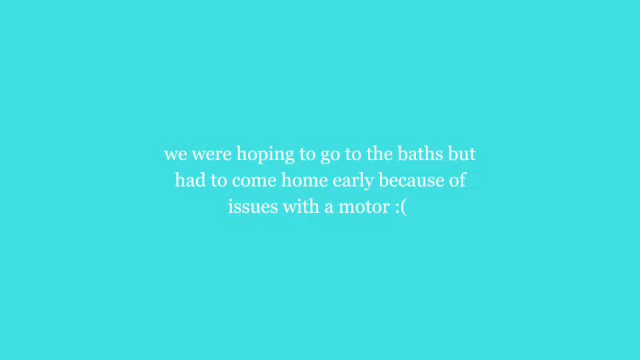 we were hoping to go to the baths but
had to come home early because of
issues with a motor :(